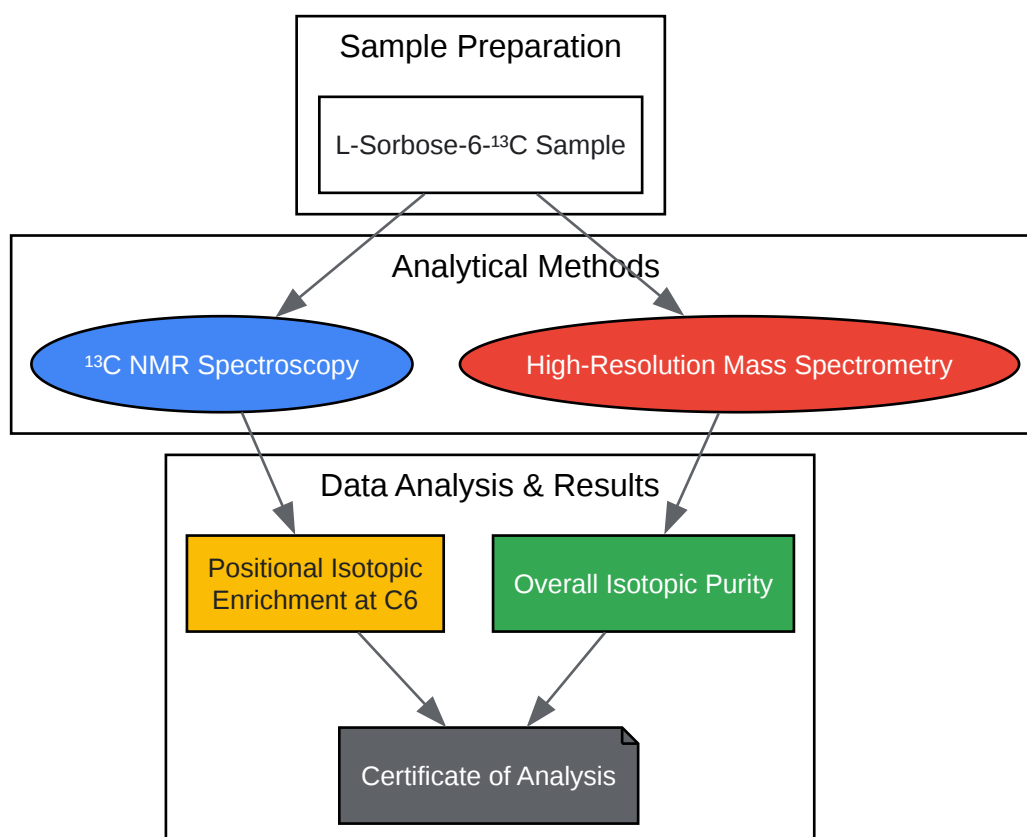 Sample Preparation
L-Sorbose-6-¹³C Sample
Analytical Methods
¹³C NMR Spectroscopy
High-Resolution Mass Spectrometry
Data Analysis & Results
Positional Isotopic
Enrichment at C6
Overall Isotopic Purity
Certificate of Analysis